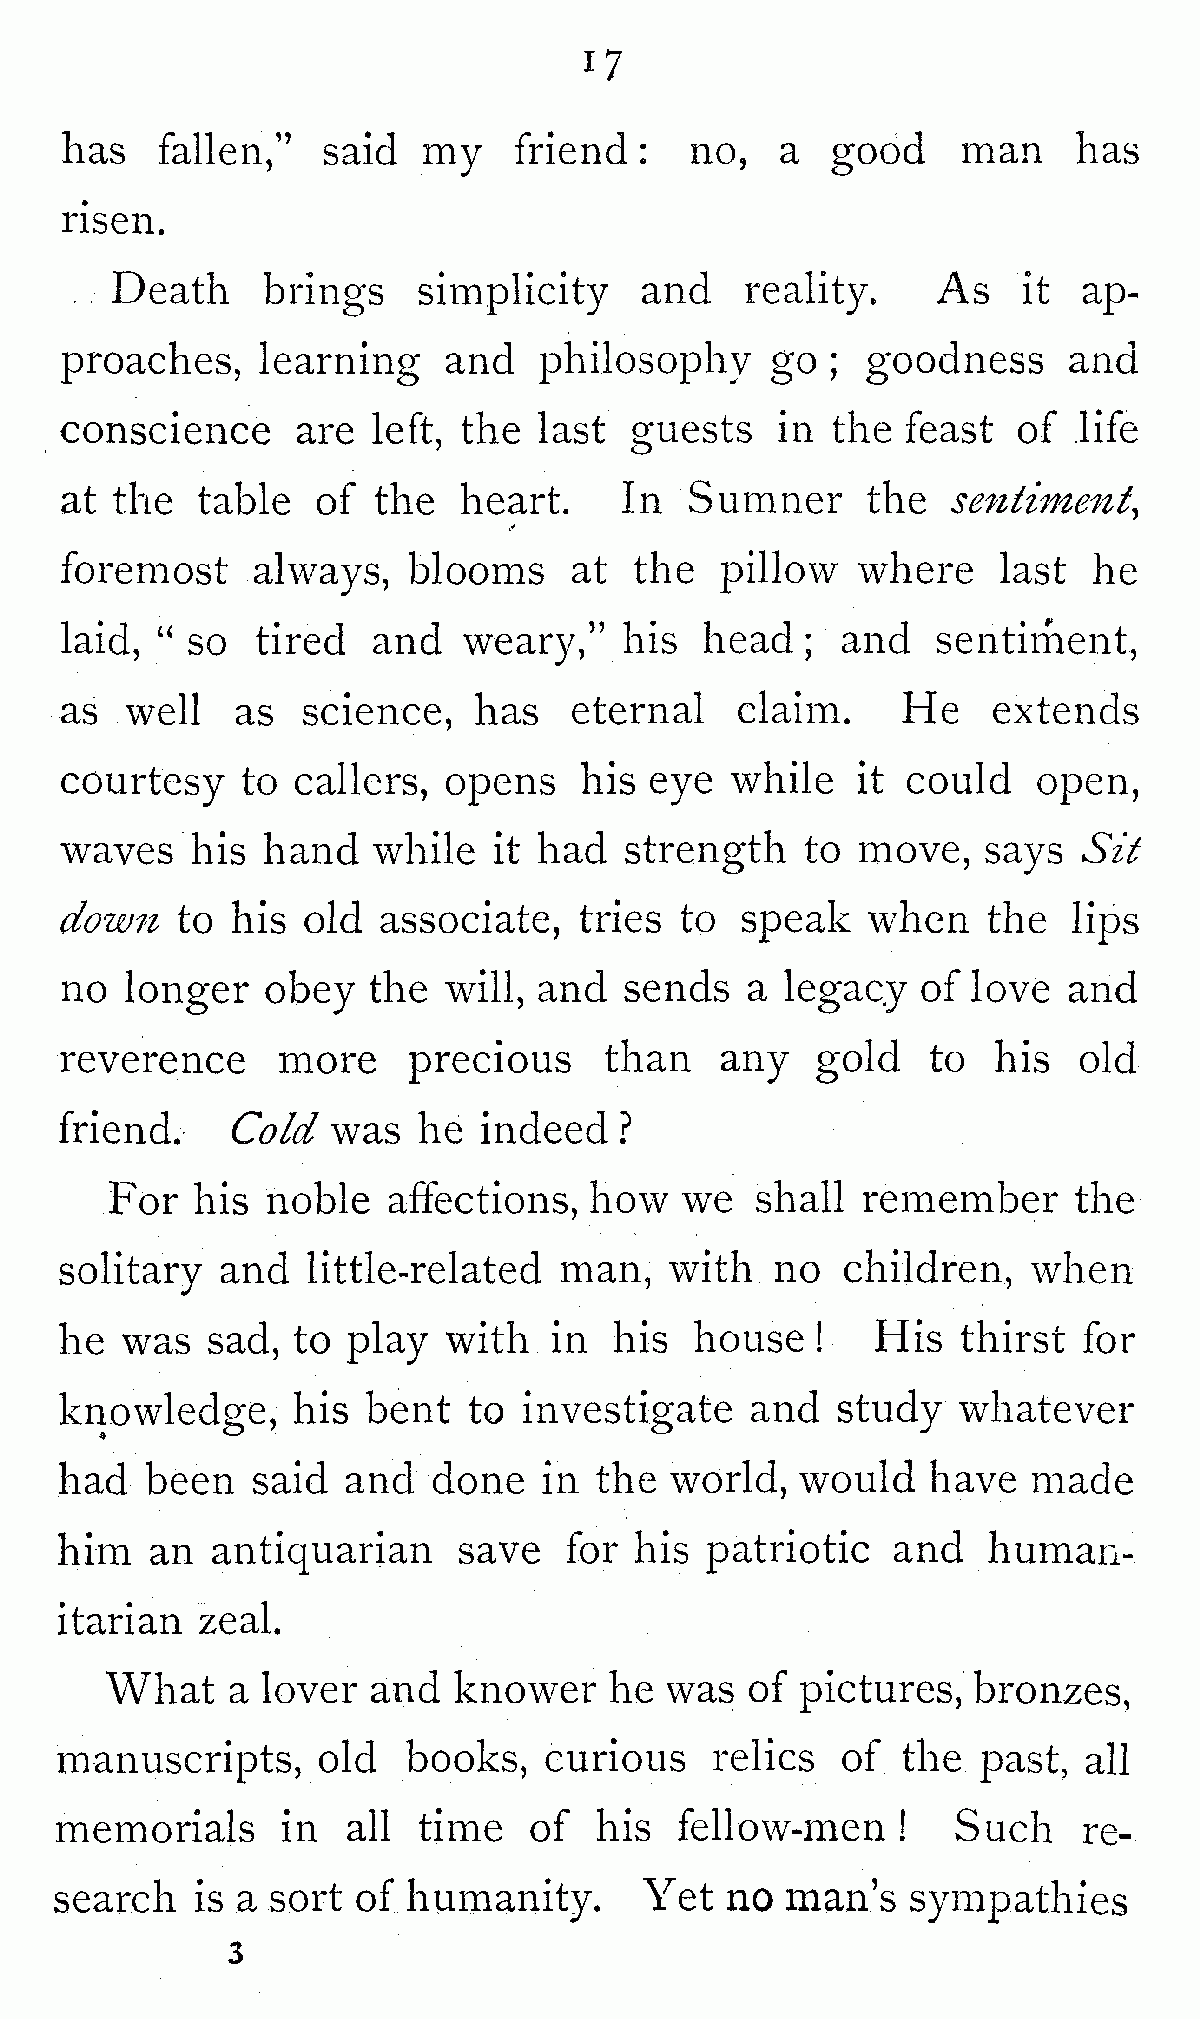 17
has fallen,” said my friend: no, a good man has
risen.
Death brings simplicity and reality. As it ap-
proaches, learning and philosophy go; goodness and
conscience are left, the last guests in the feast of life
at the table of the heart. In Sumner the sentiment,
foremost always, blooms at the pillow where last he
laid, “so tired and weary,” his head; and sentiment,
as well as science, has eternal claim. He extends
courtesy to callers, opens his eye while it could open,
waves his hand while it had strength to move, says Sit
down to his old associate, tries to speak when the lips
no longer obey the will, and sends a legacy of love and
reverence more precious than any gold to his old
friend. Cold was he indeed?
For his noble affections, how we shall remember the
solitary and little-related man, with no children, when
he was sad, to play with in his house! His thirst for
knowledge, his bent to investigate and study whatever
had been said and done in the world, would have made
him an antiquarian save for his patriotic and human-
itarian zeal.
What a lover and knower he was of pictures, bronzes,
manuscripts, old books, curious relics of the past, all
memorials in all time of his fellow-men! Such re-
search is a sort of humanity. Yet no man’s sympathies
3